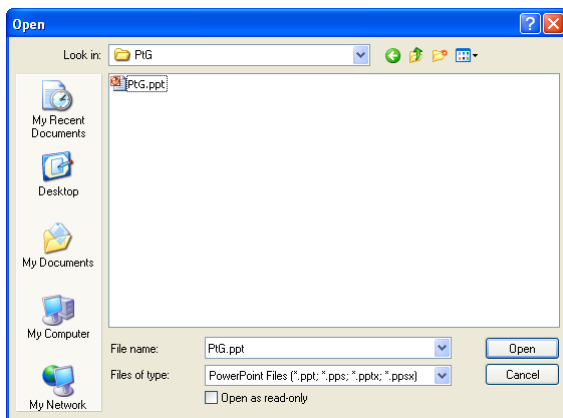 Open
Look in: PtG
PtG.ppt
My Recent
Documents
Desktop
My Documents
My Computer
My Network
File name: PtG.ppt Open
Files of type: PowerPoint Files (*.ppt; *.pps; *.pptx; *.ppsx) Cancel
Open as read-only